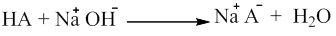 HA + Na⁺ OH⁻ ⟶ Na⁺ A⁻ + H₂O